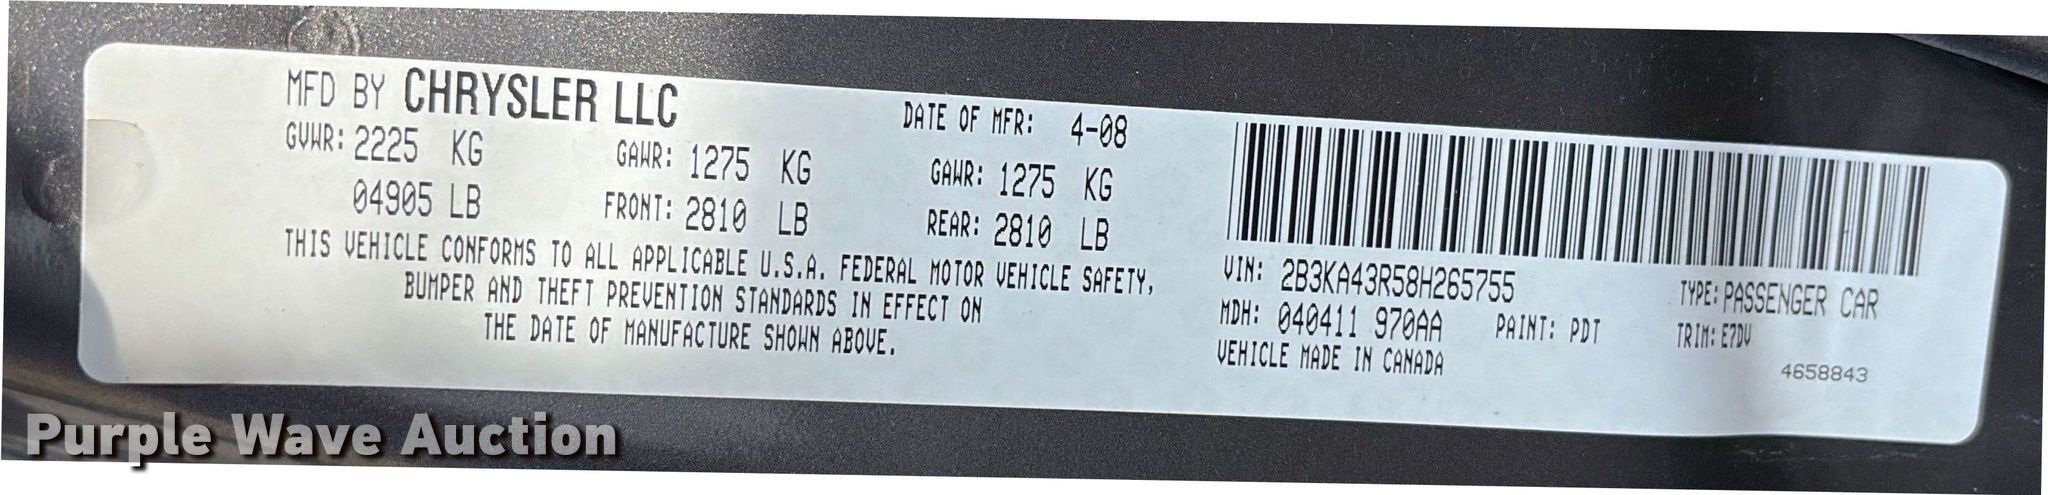 MFD BY CHRYSLER LLC DATE OF MFR: 4-08
GVWR: 2225 KG GAWR: 1275 KG GAWR: 1275 KG
04905 LB FRONT: 2810 LB REAR: 2810 LB
THIS VEHICLE CONFORMS TO ALL APPLICABLE U.S.A. FEDERAL MOTOR VEHICLE SAFETY,
BUMPER AND THEFT PREVENTION STANDARDS IN EFFECT ON
THE DATE OF MANUFACTURE SHOWN ABOVE.
VIN: 2B3KA43R58H265755 TYPE: PASSENGER CAR
MDH: 040411 970AA PAINT: PDT TRIM: E7DV
VEHICLE MADE IN CANADA
4658843
Purple Wave Auction